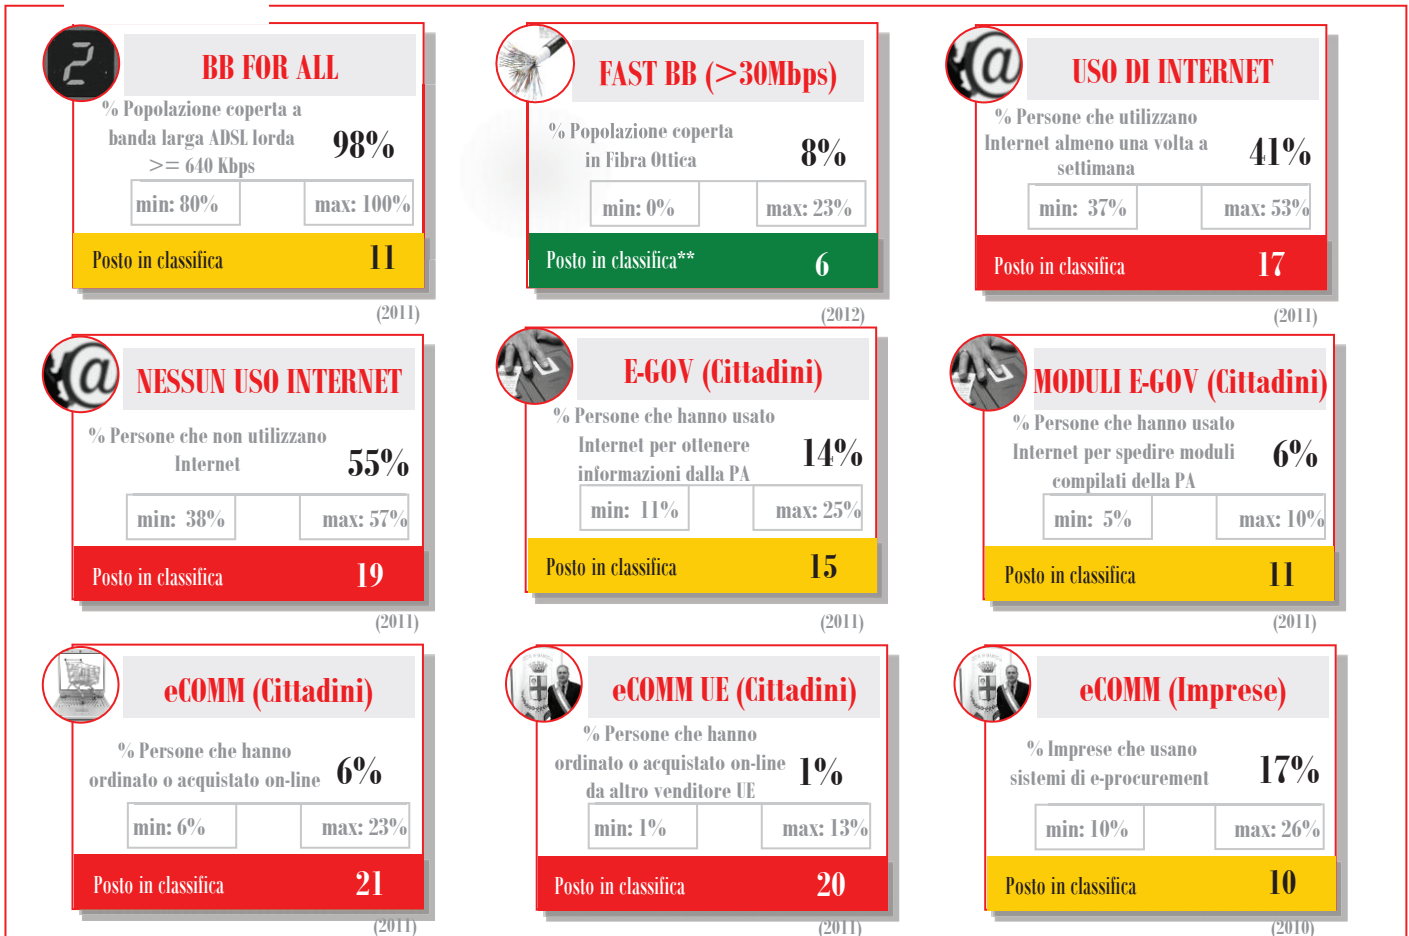 BB FOR ALL
% Popolazione coperta a
banda larga ADSL lorda
>= 640 Kbps
98%
min: 80%
max: 100%
Posto in classifica
11
(2011)
FAST BB (>30Mbps)
% Popolazione coperta
in Fibra Ottica
8%
min: 0%
max: 23%
Posto in classifica**
6
(2012)
USO DI INTERNET
% Persone che utilizzano
Internet almeno una volta a
settimana
41%
min: 37%
max: 53%
Posto in classifica
17
(2011)
NESSUN USO INTERNET
% Persone che non utilizzano
Internet
55%
min: 38%
max: 57%
Posto in classifica
19
(2011)
E-GOV (Cittadini)
% Persone che hanno usato
Internet per ottenere
informazioni dalla PA
14%
min: 11%
max: 25%
Posto in classifica
15
(2011)
MODULI E-GOV (Cittadini)
% Persone che hanno usato
Internet per spedire moduli
compilati della PA
6%
min: 5%
max: 10%
Posto in classifica
11
(2011)
eCOMM (Cittadini)
% Persone che hanno
ordinato o acquistato on-line
6%
min: 6%
max: 23%
Posto in classifica
21
(2011)
eCOMM UE (Cittadini)
% Persone che hanno
ordinato o acquistato on-line
da altro venditore UE
1%
min: 1%
max: 13%
Posto in classifica
20
(2011)
eCOMM (Imprese)
% Imprese che usano
sistemi di e-procurement
17%
min: 10%
max: 26%
Posto in classifica
10
(2010)